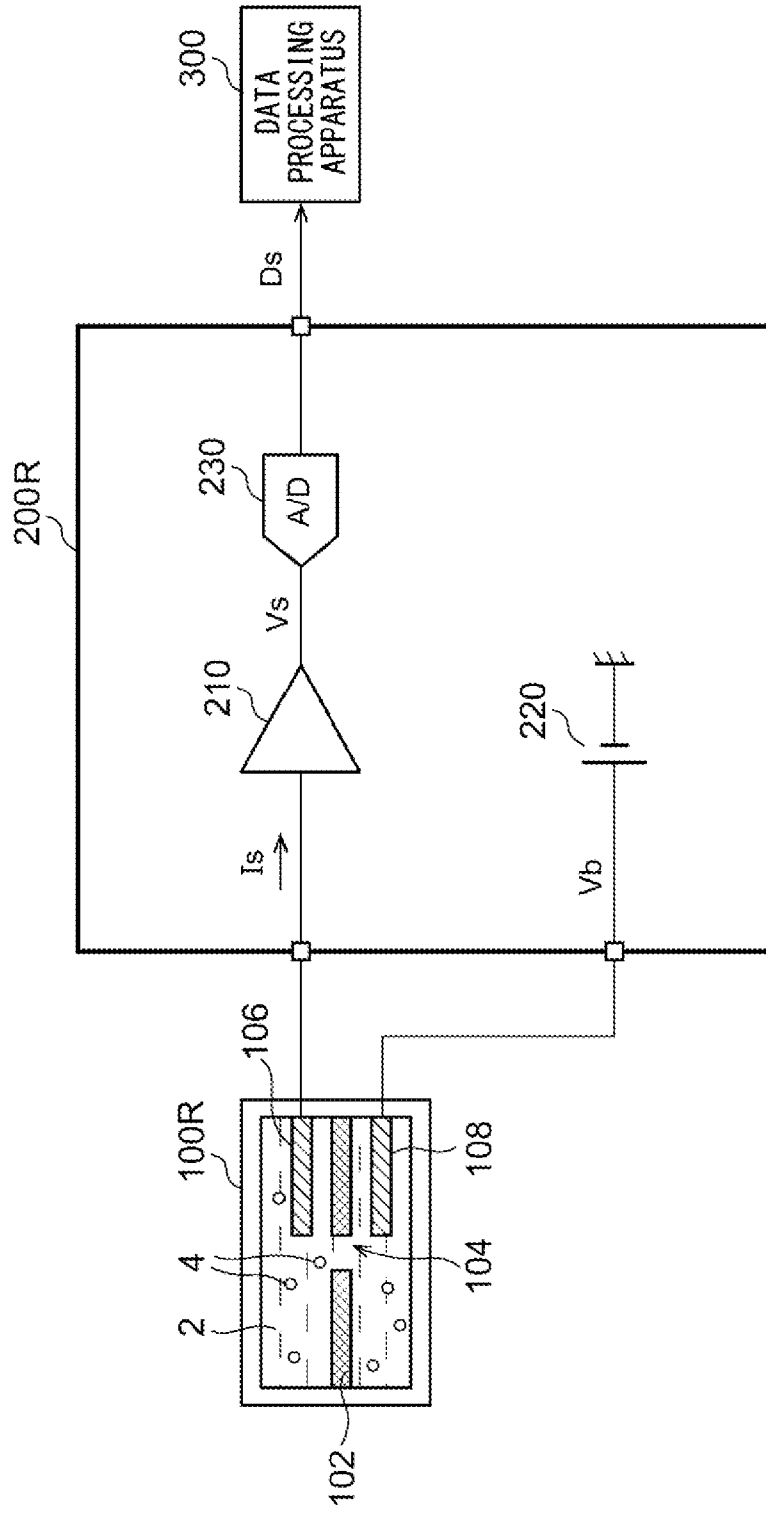 200R
300
DATA
PROCESSING
APPARATUS
Ds
230
A/D
Vs
210
Is
220
Vb
100R
106
4
2
108
104
102